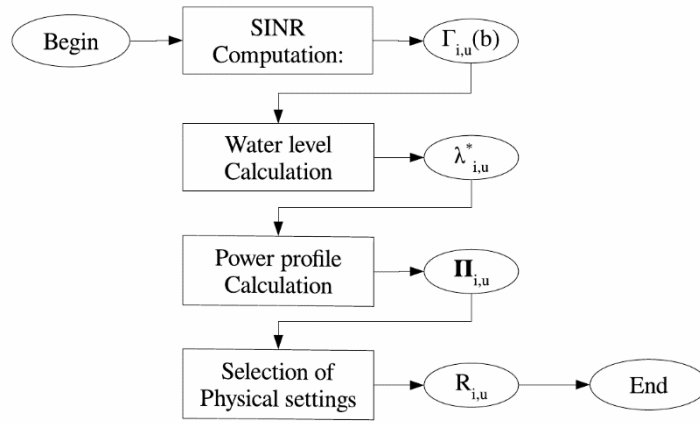 Begin
SINR
Computation:
Γi,u(b)
Water level
Calculation
λ*i,u
Power profile
Calculation
Πi,u
Selection of
Physical settings
Ri,u
End